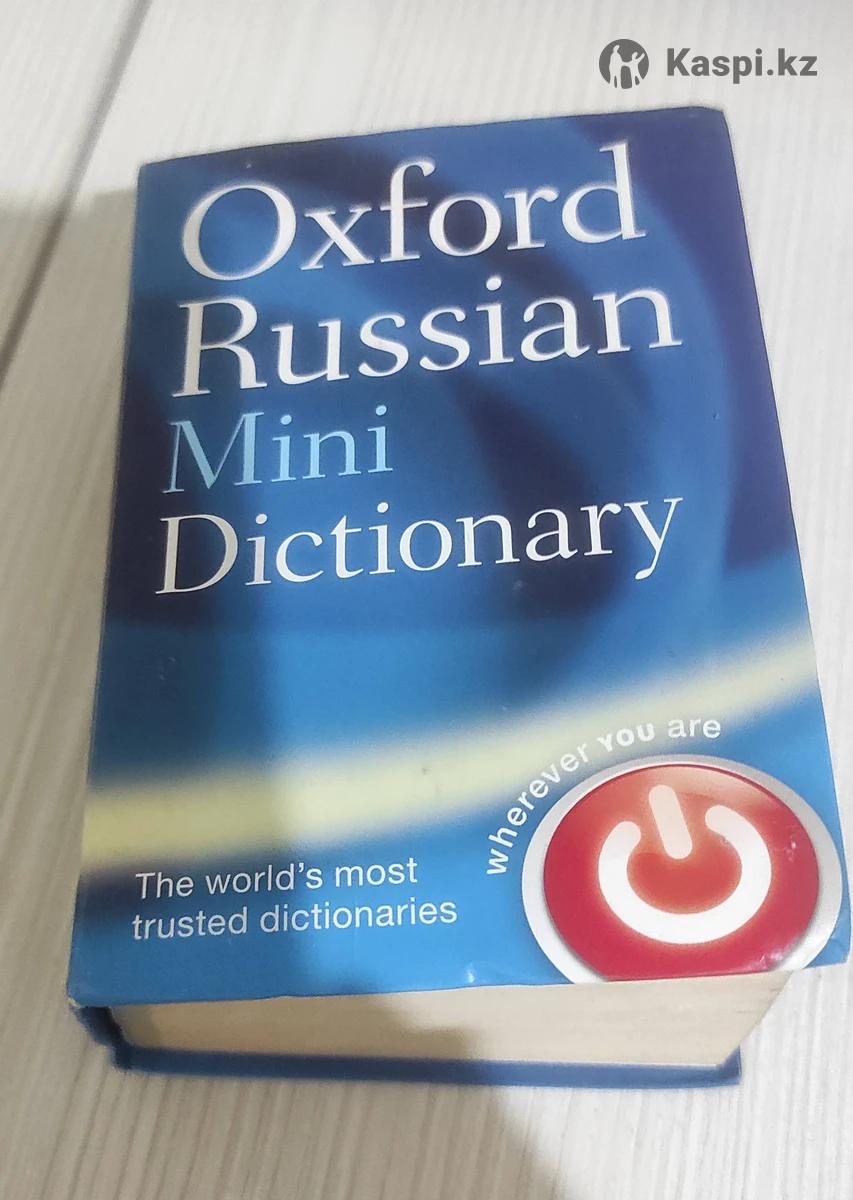 Kaspi.kz
Oxford
Russian
Mini
Dictionary
wherever YOU are
The world's most
trusted dictionaries